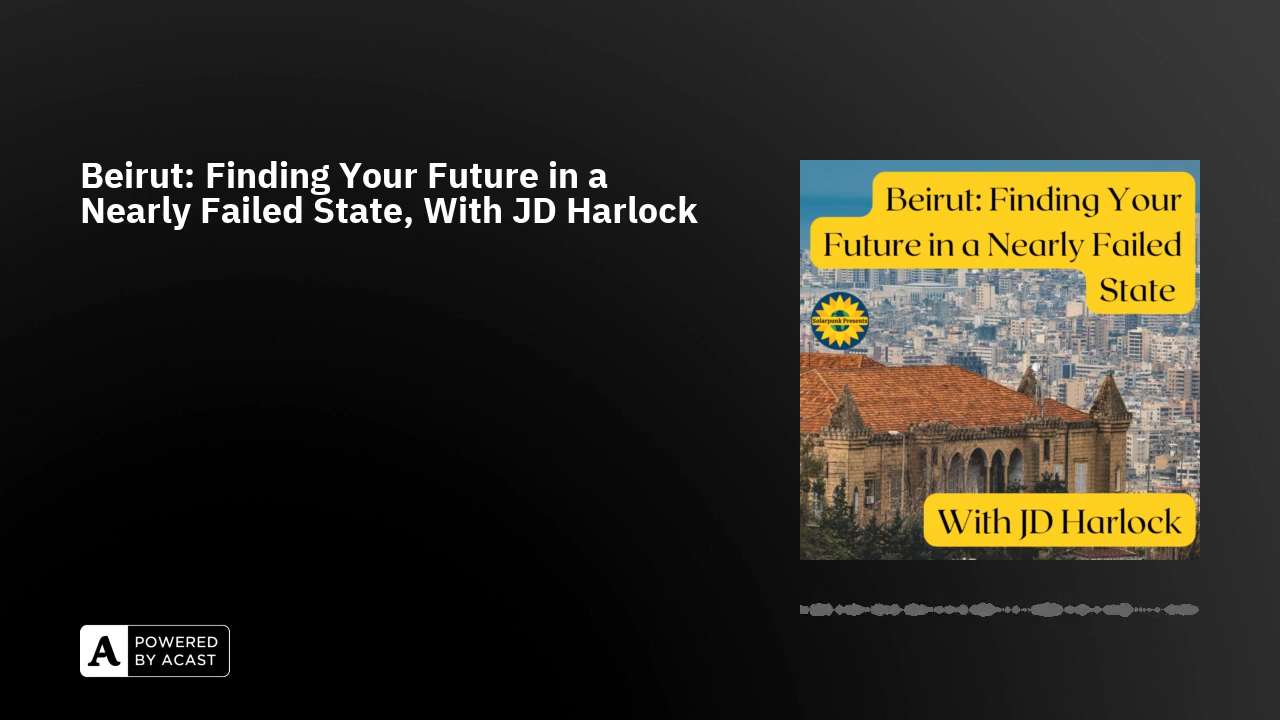 Beirut: Finding Your Future in a
Nearly Failed State, With JD Harlock
Beirut: Finding Your
Future in a Nearly Failed
State
Solarpunk Presents
With JD Harlock
A POWERED
BY ACAST